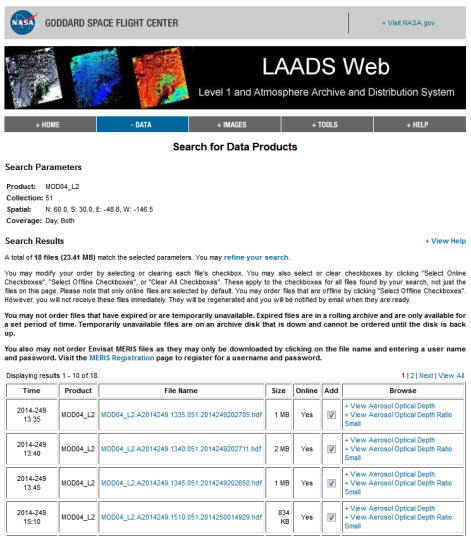 NASA
GODDARD SPACE FLIGHT CENTER
+ Visit NASA.gov
LAADS Web
Level 1 and Atmosphere Archive and Distribution System
+ HOME - DATA + IMAGES + TOOLS + HELP
Search for Data Products
Search Parameters
Product: MOD04_L2
Collection: 51
Spatial: N: 60.0, S: 30.0, E: -48.8, W: -146.5
Coverage: Day, Both
Search Results + View Help
A total of 18 files (23.41 MB) match the selected parameters. You may refine your search.
You may modify your order by selecting or clearing each file's checkbox. You may also select or clear checkboxes by clicking "Select Online
Checkboxes", "Select Offline Checkboxes", or "Clear All Checkboxes". These apply to the checkboxes for all files found by your search, not just the
files on this page. Please note that only online files are selected by default. You may order files that are offline by clicking "Select Offline Checkboxes".
However, you will not receive these files immediately. They will be regenerated and you will be notified by email when they are ready.
You may not order files that have expired or are temporarily unavailable. Expired files are in a rolling archive and are only available for
a set period of time. Temporarily unavailable files are on an archive disk that is down and cannot be ordered until the disk is back
up.
You also may not order Envisat MERIS files as they may only be downloaded by clicking on the file name and entering a user name
and password. Visit the MERIS Registration page to register for a username and password.
Displaying results 1 - 10 of 18. 1 | 2 | Next | View All
Time Product File Name Size Online Add Browse
2014-249
13:35
MOD04_L2 MOD04_L2.A2014249.1335.051.2014249202705.hdf 1 MB Yes
+ View Aerosol Optical Depth
+ View Aerosol Optical Depth Ratio
Small
2014-249
13:40
MOD04_L2 MOD04_L2.A2014249.1340.051.2014249202711.hdf 2 MB Yes
+ View Aerosol Optical Depth
+ View Aerosol Optical Depth Ratio
Small
2014-249
13:45
MOD04_L2 MOD04_L2.A2014249.1345.051.2014249202650.hdf 1 MB Yes
+ View Aerosol Optical Depth
+ View Aerosol Optical Depth Ratio
Small
2014-249
15:10
MOD04_L2 MOD04_L2.A2014249.1510.051.2014250014929.hdf 834
KB
Yes
+ View Aerosol Optical Depth
+ View Aerosol Optical Depth Ratio
Small